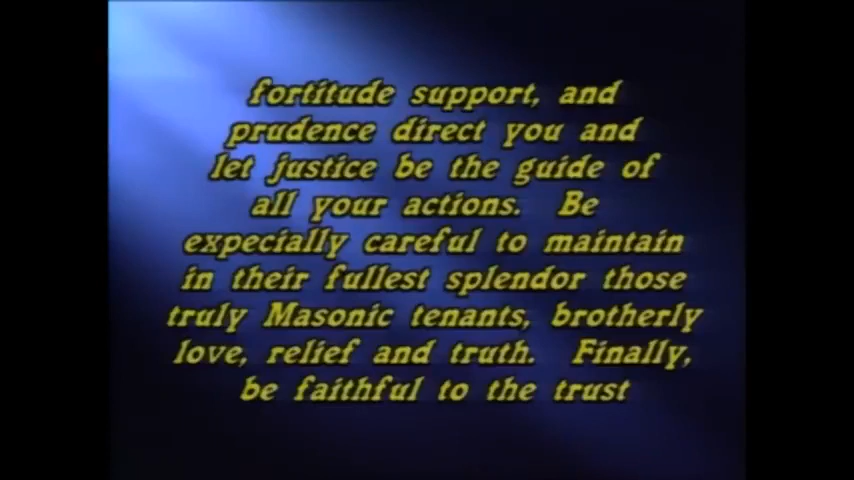 fortitude support, and
prudence direct you and
let justice be the guide of
all your actions.  Be
expecially careful to maintain
in their fullest splendor those
truly Masonic tenants, brotherly
love, relief and truth.  Finally,
be faithful to the trust